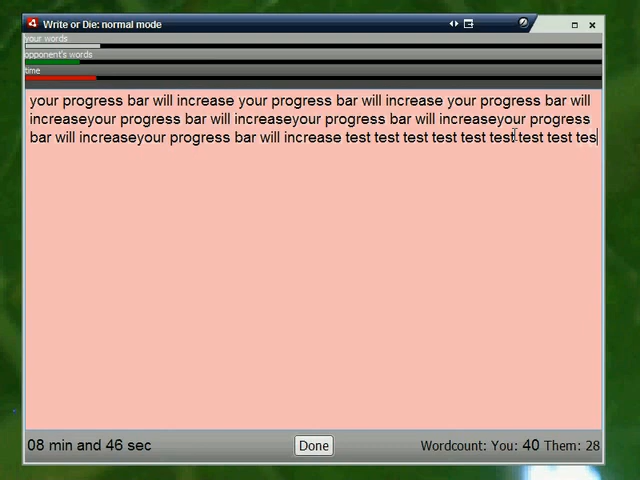 Write or Die: normal mode
your words
opponent's words
time
your progress bar will increase your progress bar will increase your progress bar will
increaseyour progress bar will increaseyour progress bar will increaseyour progress
bar will increaseyour progress bar will increase test test test test test test test test tes
08 min and 46 sec
Done
Wordcount: You: 40 Them: 28